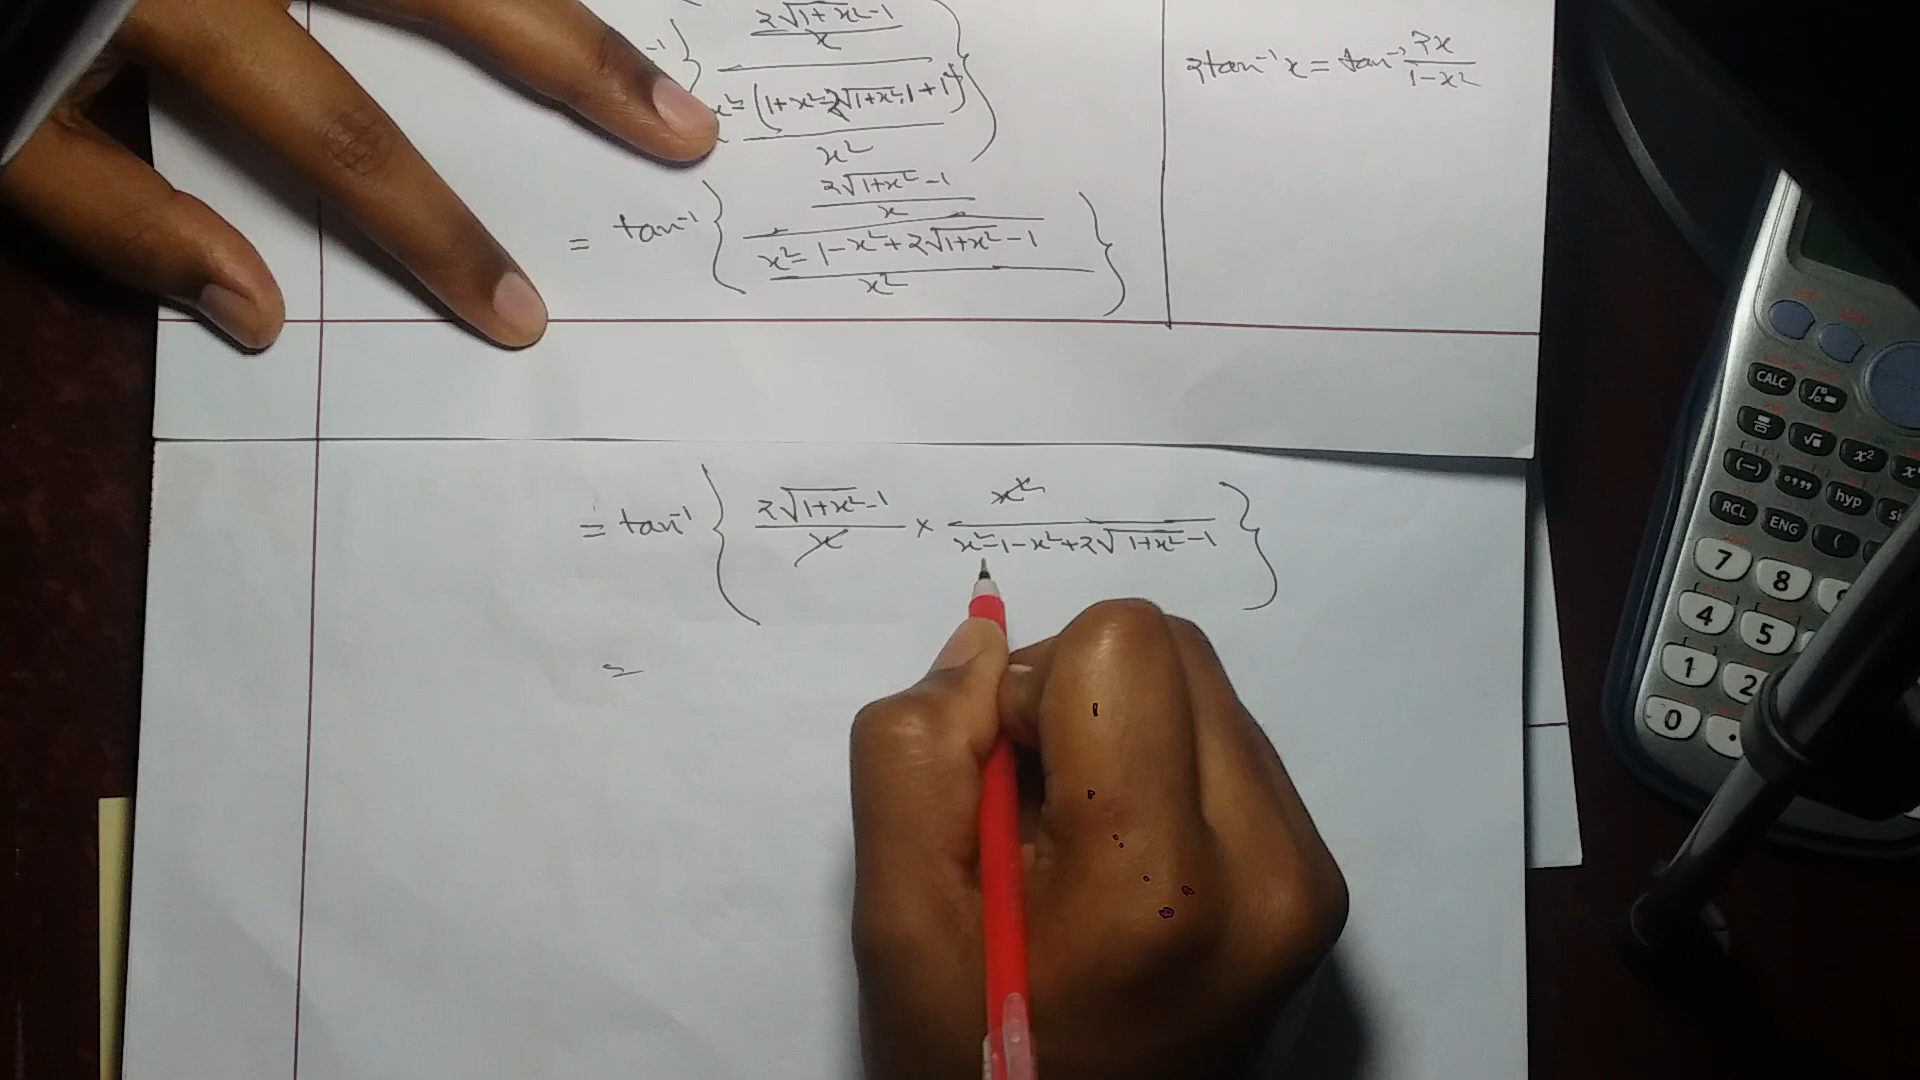 2√1+x²-1
x
x² = (1+x²-2√1+x².1+1²)
x²
2tan⁻¹x = tan⁻¹ 2x
1-x²
= tan⁻¹ { 2√1+x²-1
x
x²-1-x²+2√1+x²-1
x² }
= tan⁻¹ { 2√1+x²-1 / x × x² / x²-1-x²+2√1+x²-1 }
=
CALC
x²
(-)
hyp
RCL
ENG
(
7
8
4
5
1
2
0
.